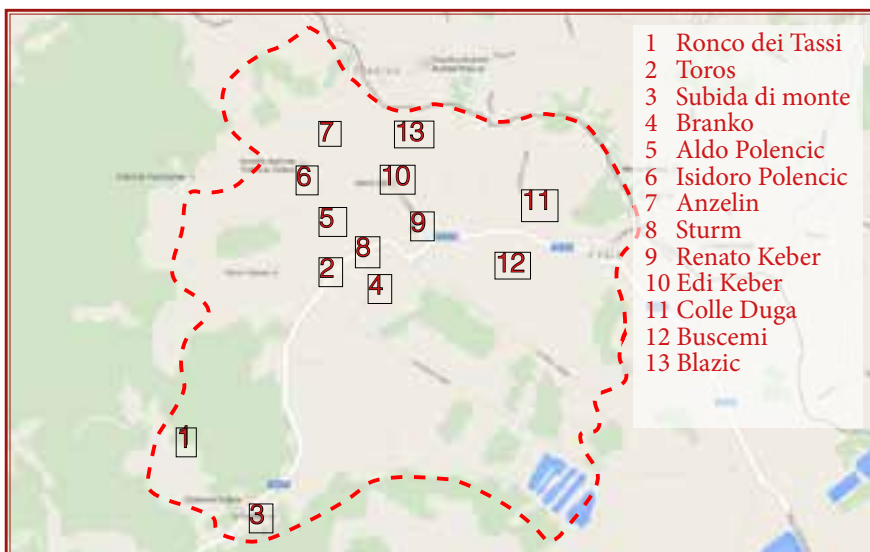 1 Ronco dei Tassi
2 Toros
3 Subida di monte
4 Branko
5 Aldo Polencic
6 Isidoro Polencic
7 Anzelin
8 Sturm
9 Renato Keber
10 Edi Keber
11 Colle Duga
12 Buscemi
13 Blazic
7
13
6
10
11
5
9
8
12
2
4
1
3